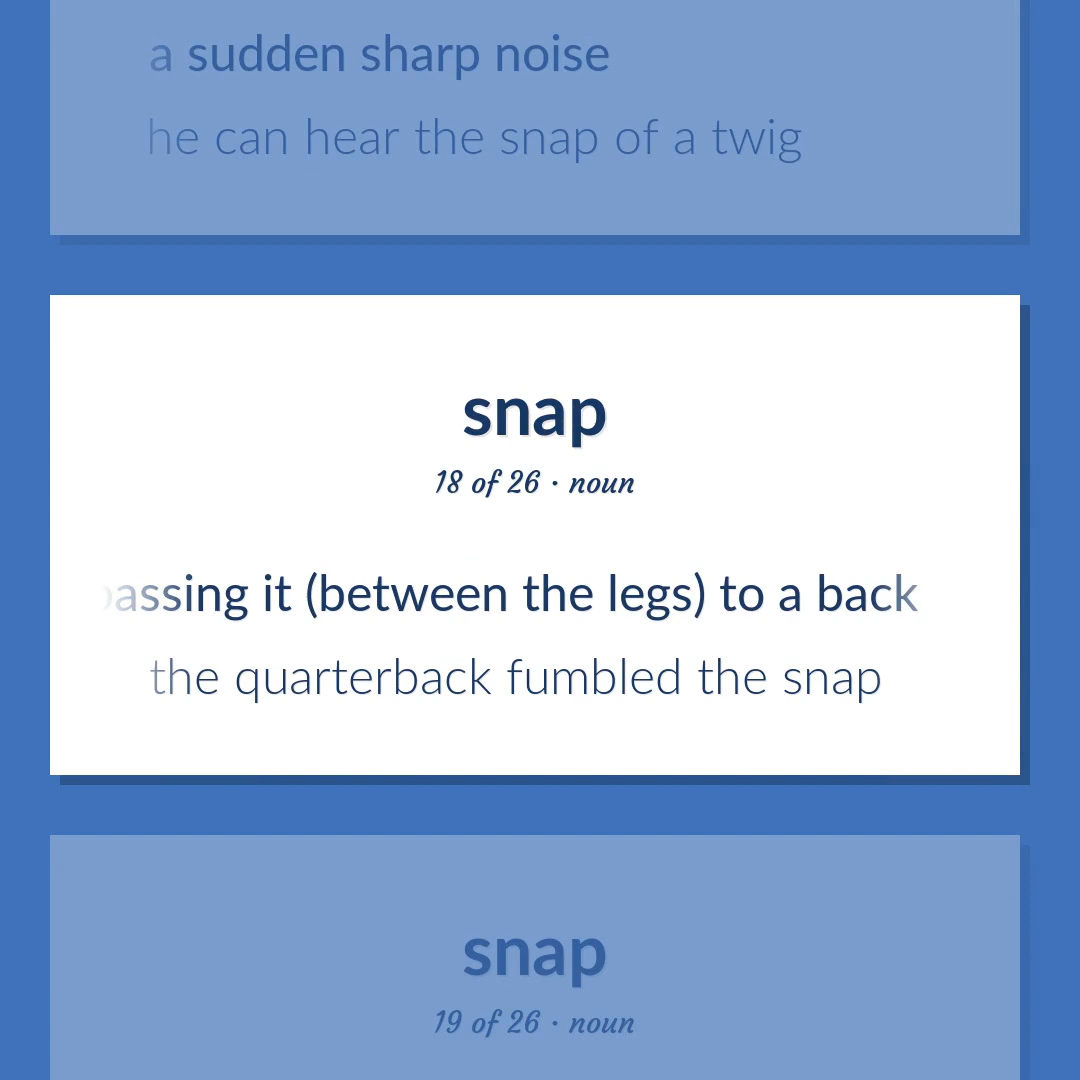 a sudden sharp noise
he can hear the snap of a twig
snap
18 of 26 · noun
passing it (between the legs) to a back
the quarterback fumbled the snap
snap
19 of 26 · noun